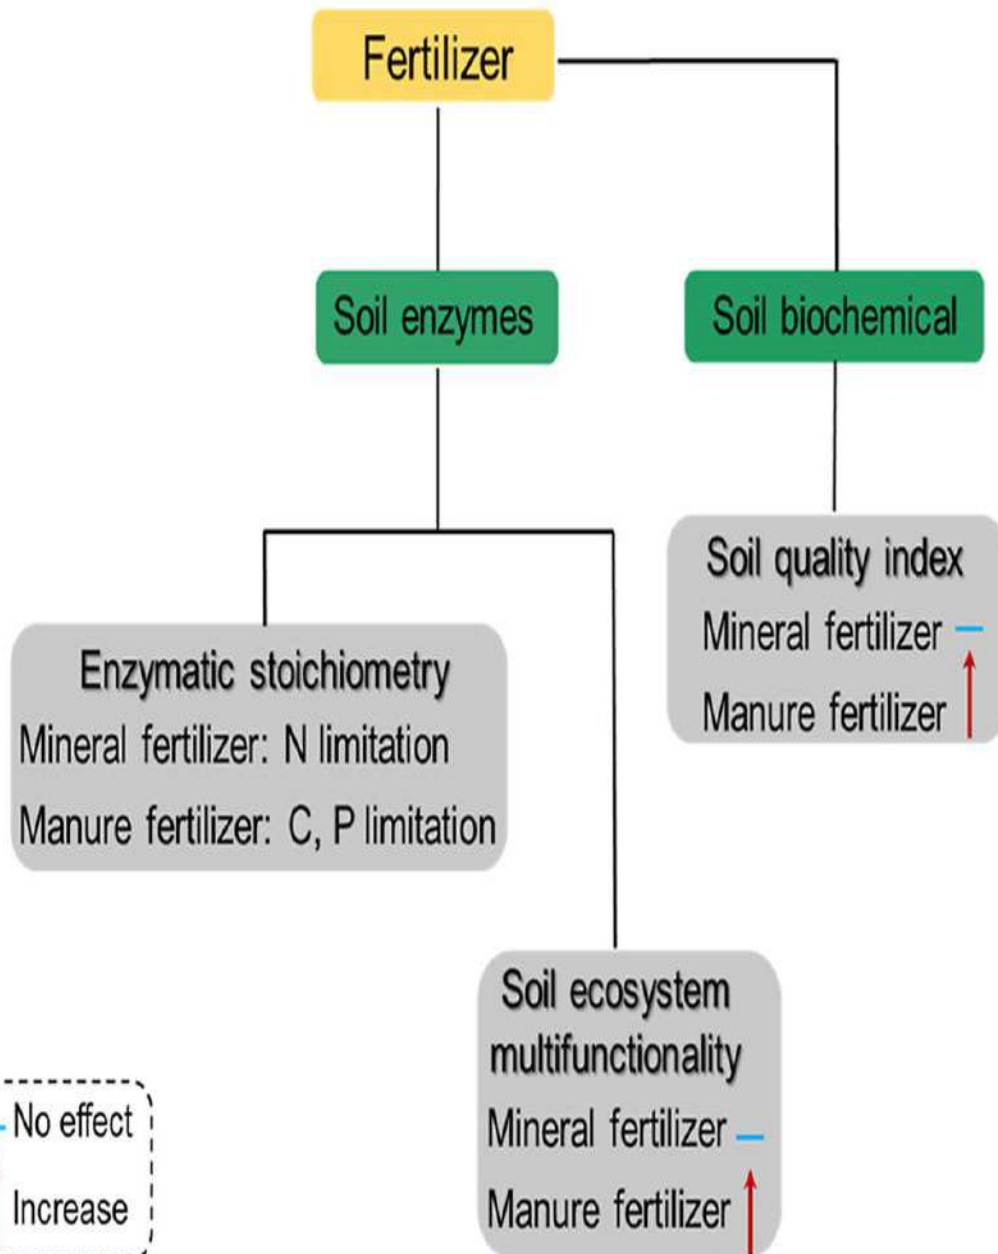 Fertilizer
Soil enzymes
Soil biochemical
Soil quality index
Mineral fertilizer
Manure fertilizer
Enzymatic stoichiometry
Mineral fertilizer: N limitation
Manure fertilizer: C, P limitation
Soil ecosystem
multifunctionality
Mineral fertilizer
Manure fertilizer
No effect
Increase